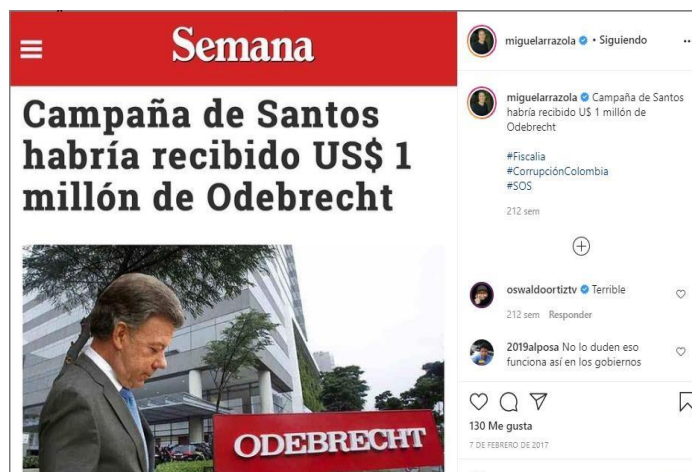 Semana
Campaña de Santos
habría recibido US$ 1
millón de Odebrecht
ODEBRECHT
miguelarrazola • Siguiendo
miguelarrazola Campaña de Santos
habría recibido U$ 1 millón de
Odebrecht
#Fiscalia
#CorrupciónColombia
#SOS
212 sem
oswaldoortiztv Terrible
212 sem Responder
2019alposa No lo duden eso
funciona así en los gobiernos
130 Me gusta
7 DE FEBRERO DE 2017